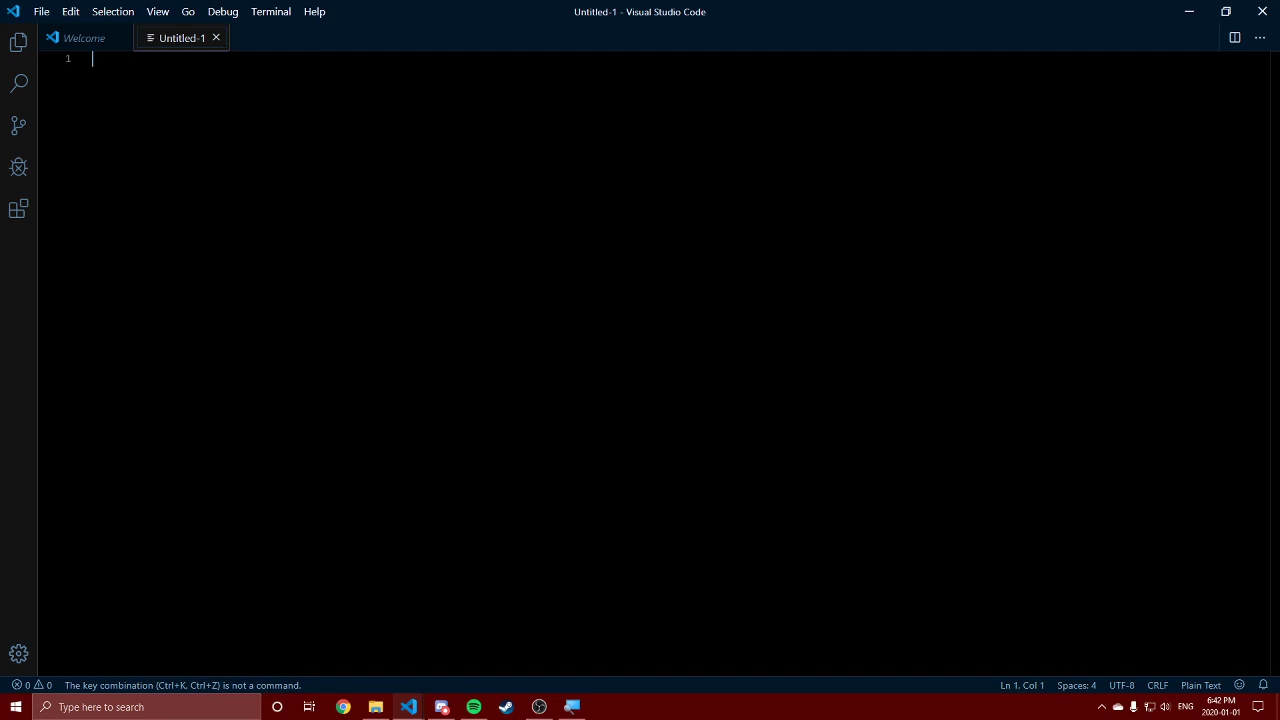 File Edit Selection View Go Debug Terminal Help
Untitled-1 - Visual Studio Code
Welcome
Untitled-1
1
0 0 The key combination (Ctrl+K, Ctrl+Z) is not a command.
Ln 1, Col 1 Spaces: 4 UTF-8 CRLF Plain Text
Type here to search
ENG
6:42 PM
2020-01-01